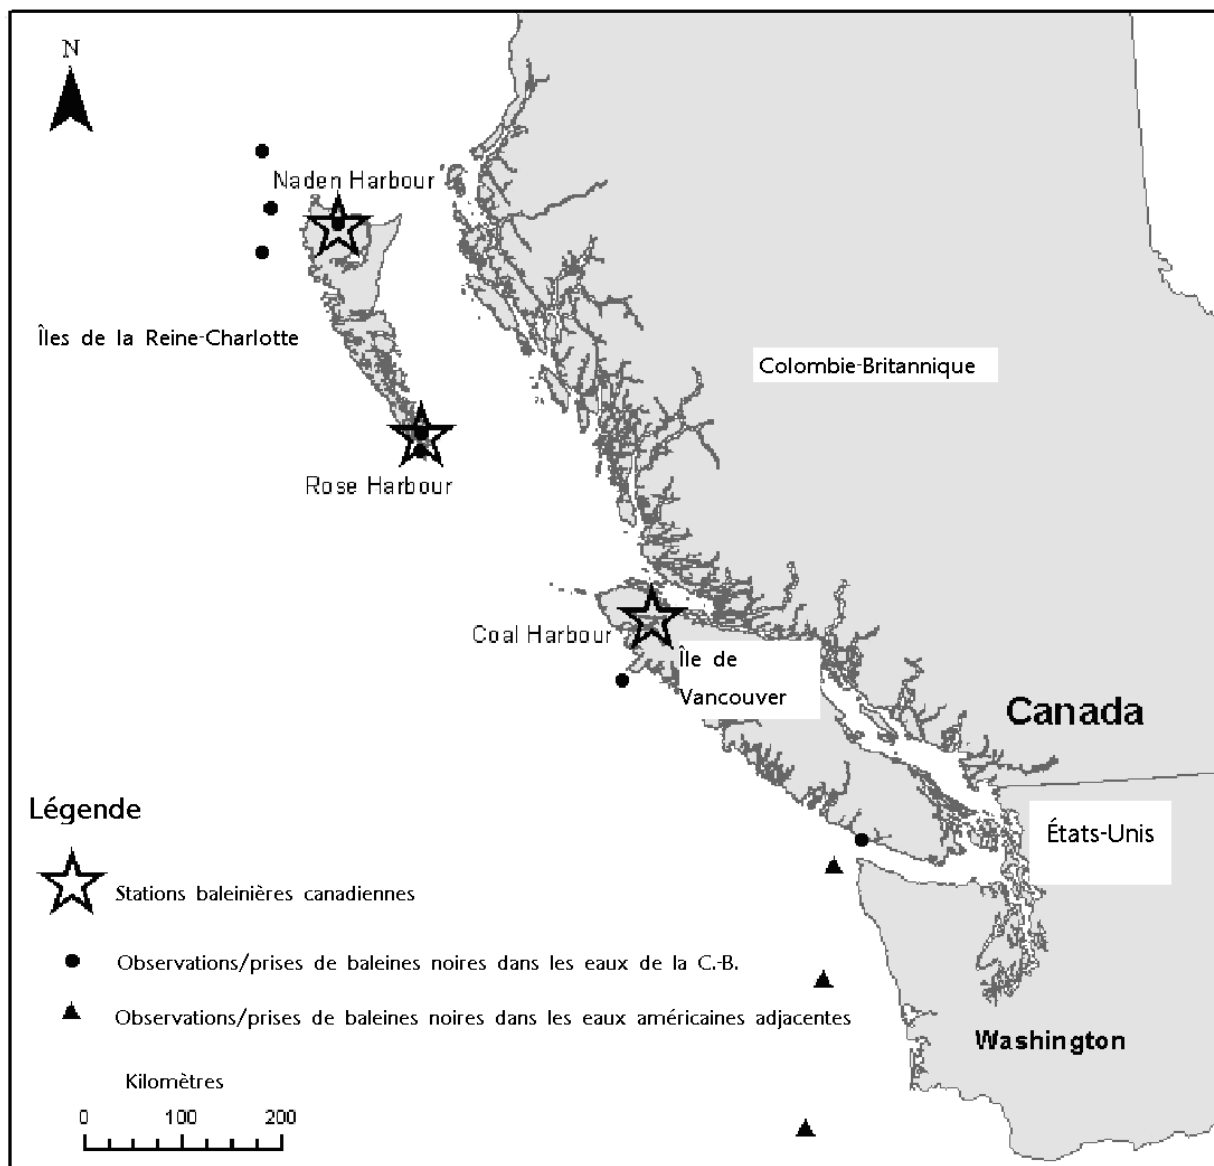 N
Naden Harbour
Îles de la Reine-Charlotte
Colombie-Britannique
Rose Harbour
Coal Harbour
Île de
Vancouver
Canada
États-Unis
Washington
Légende
Stations baleinières canadiennes
Observations/prises de baleines noires dans les eaux de la C.-B.
Observations/prises de baleines noires dans les eaux américaines adjacentes
Kilomètres
0 100 200